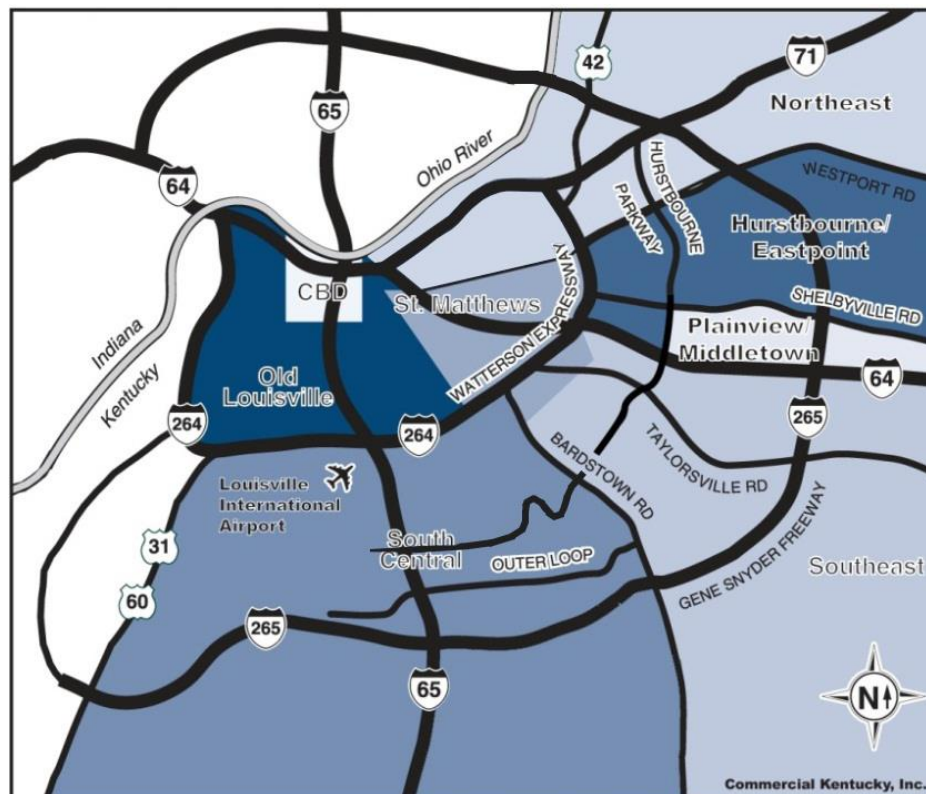 42
71
65
Northeast
Ohio River
HURSTBOURNE
PARKWAY
WESTPORT RD
64
Hurstbourne/
Eastpoint
WATTERSON EXPRESSWAY
CBD
St. Matthews
SHELBYVILLE RD
Plainview/
Middletown
Indiana
Kentucky
Old
Louisville
64
264
264
265
BARDSTOWN RD
TAYLORSVILLE RD
Louisville
International
Airport
31
South
Central
OUTER LOOP
GENE SNYDER FREEWAY
Southeast
60
265
65
N
Commercial Kentucky, Inc.